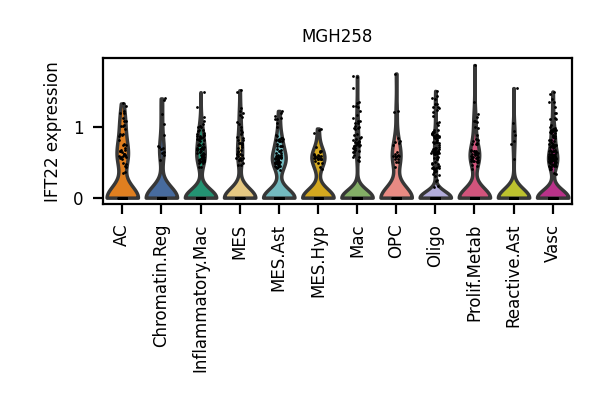 MGH258
IFT22 expression
1
0
AC
Chromatin.Reg
Inflammatory.Mac
MES
MES.Ast
MES.Hyp
Mac
OPC
Oligo
Prolif.Metab
Reactive.Ast
Vasc